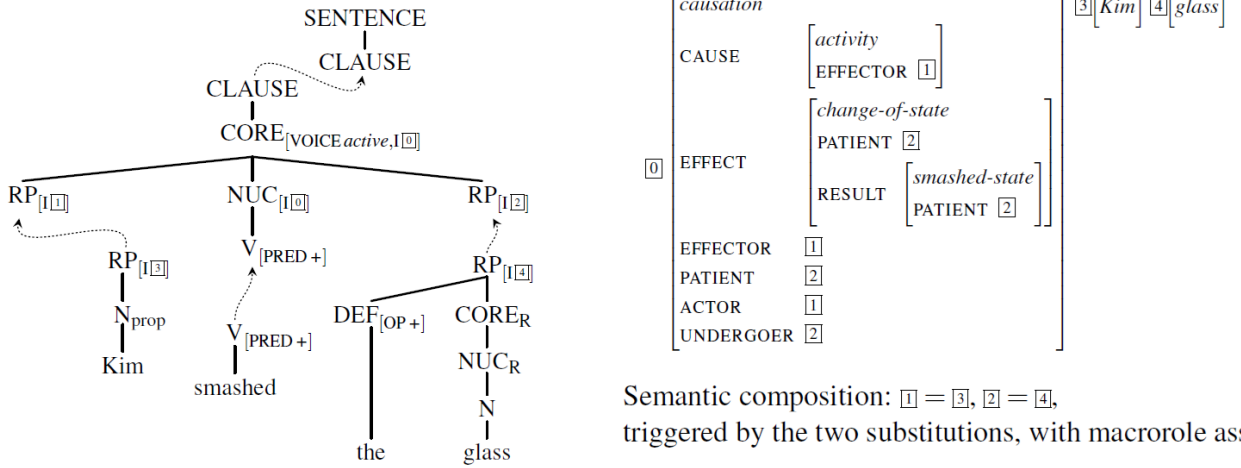 SENTENCE
CLAUSE
CLAUSE
CORE[VOICE active,I 0]
RP[I 1] NUC[I 0] RP[I 2]
V[PRED +]
RP[I 3] RP[I 4]
Nprop V[PRED +] DEF[OP +] CORER
Kim smashed NUCR
N
the glass
causation 3[Kim] 4[glass]
CAUSE [activity
EFFECTOR 1]
0 EFFECT [change-of-state
PATIENT 2
RESULT [smashed-state
PATIENT 2]]
EFFECTOR 1
PATIENT 2
ACTOR 1
UNDERGOER 2
Semantic composition: 1 = 3, 2 = 4,
triggered by the two substitutions, with macrorole ass